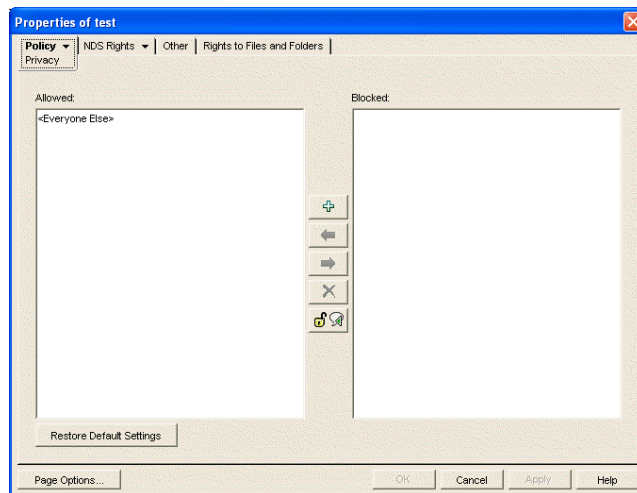 Properties of test
Policy NDS Rights Other Rights to Files and Folders
Privacy
Allowed: Blocked:
<Everyone Else>
Restore Default Settings
Page Options... OK Cancel Apply Help